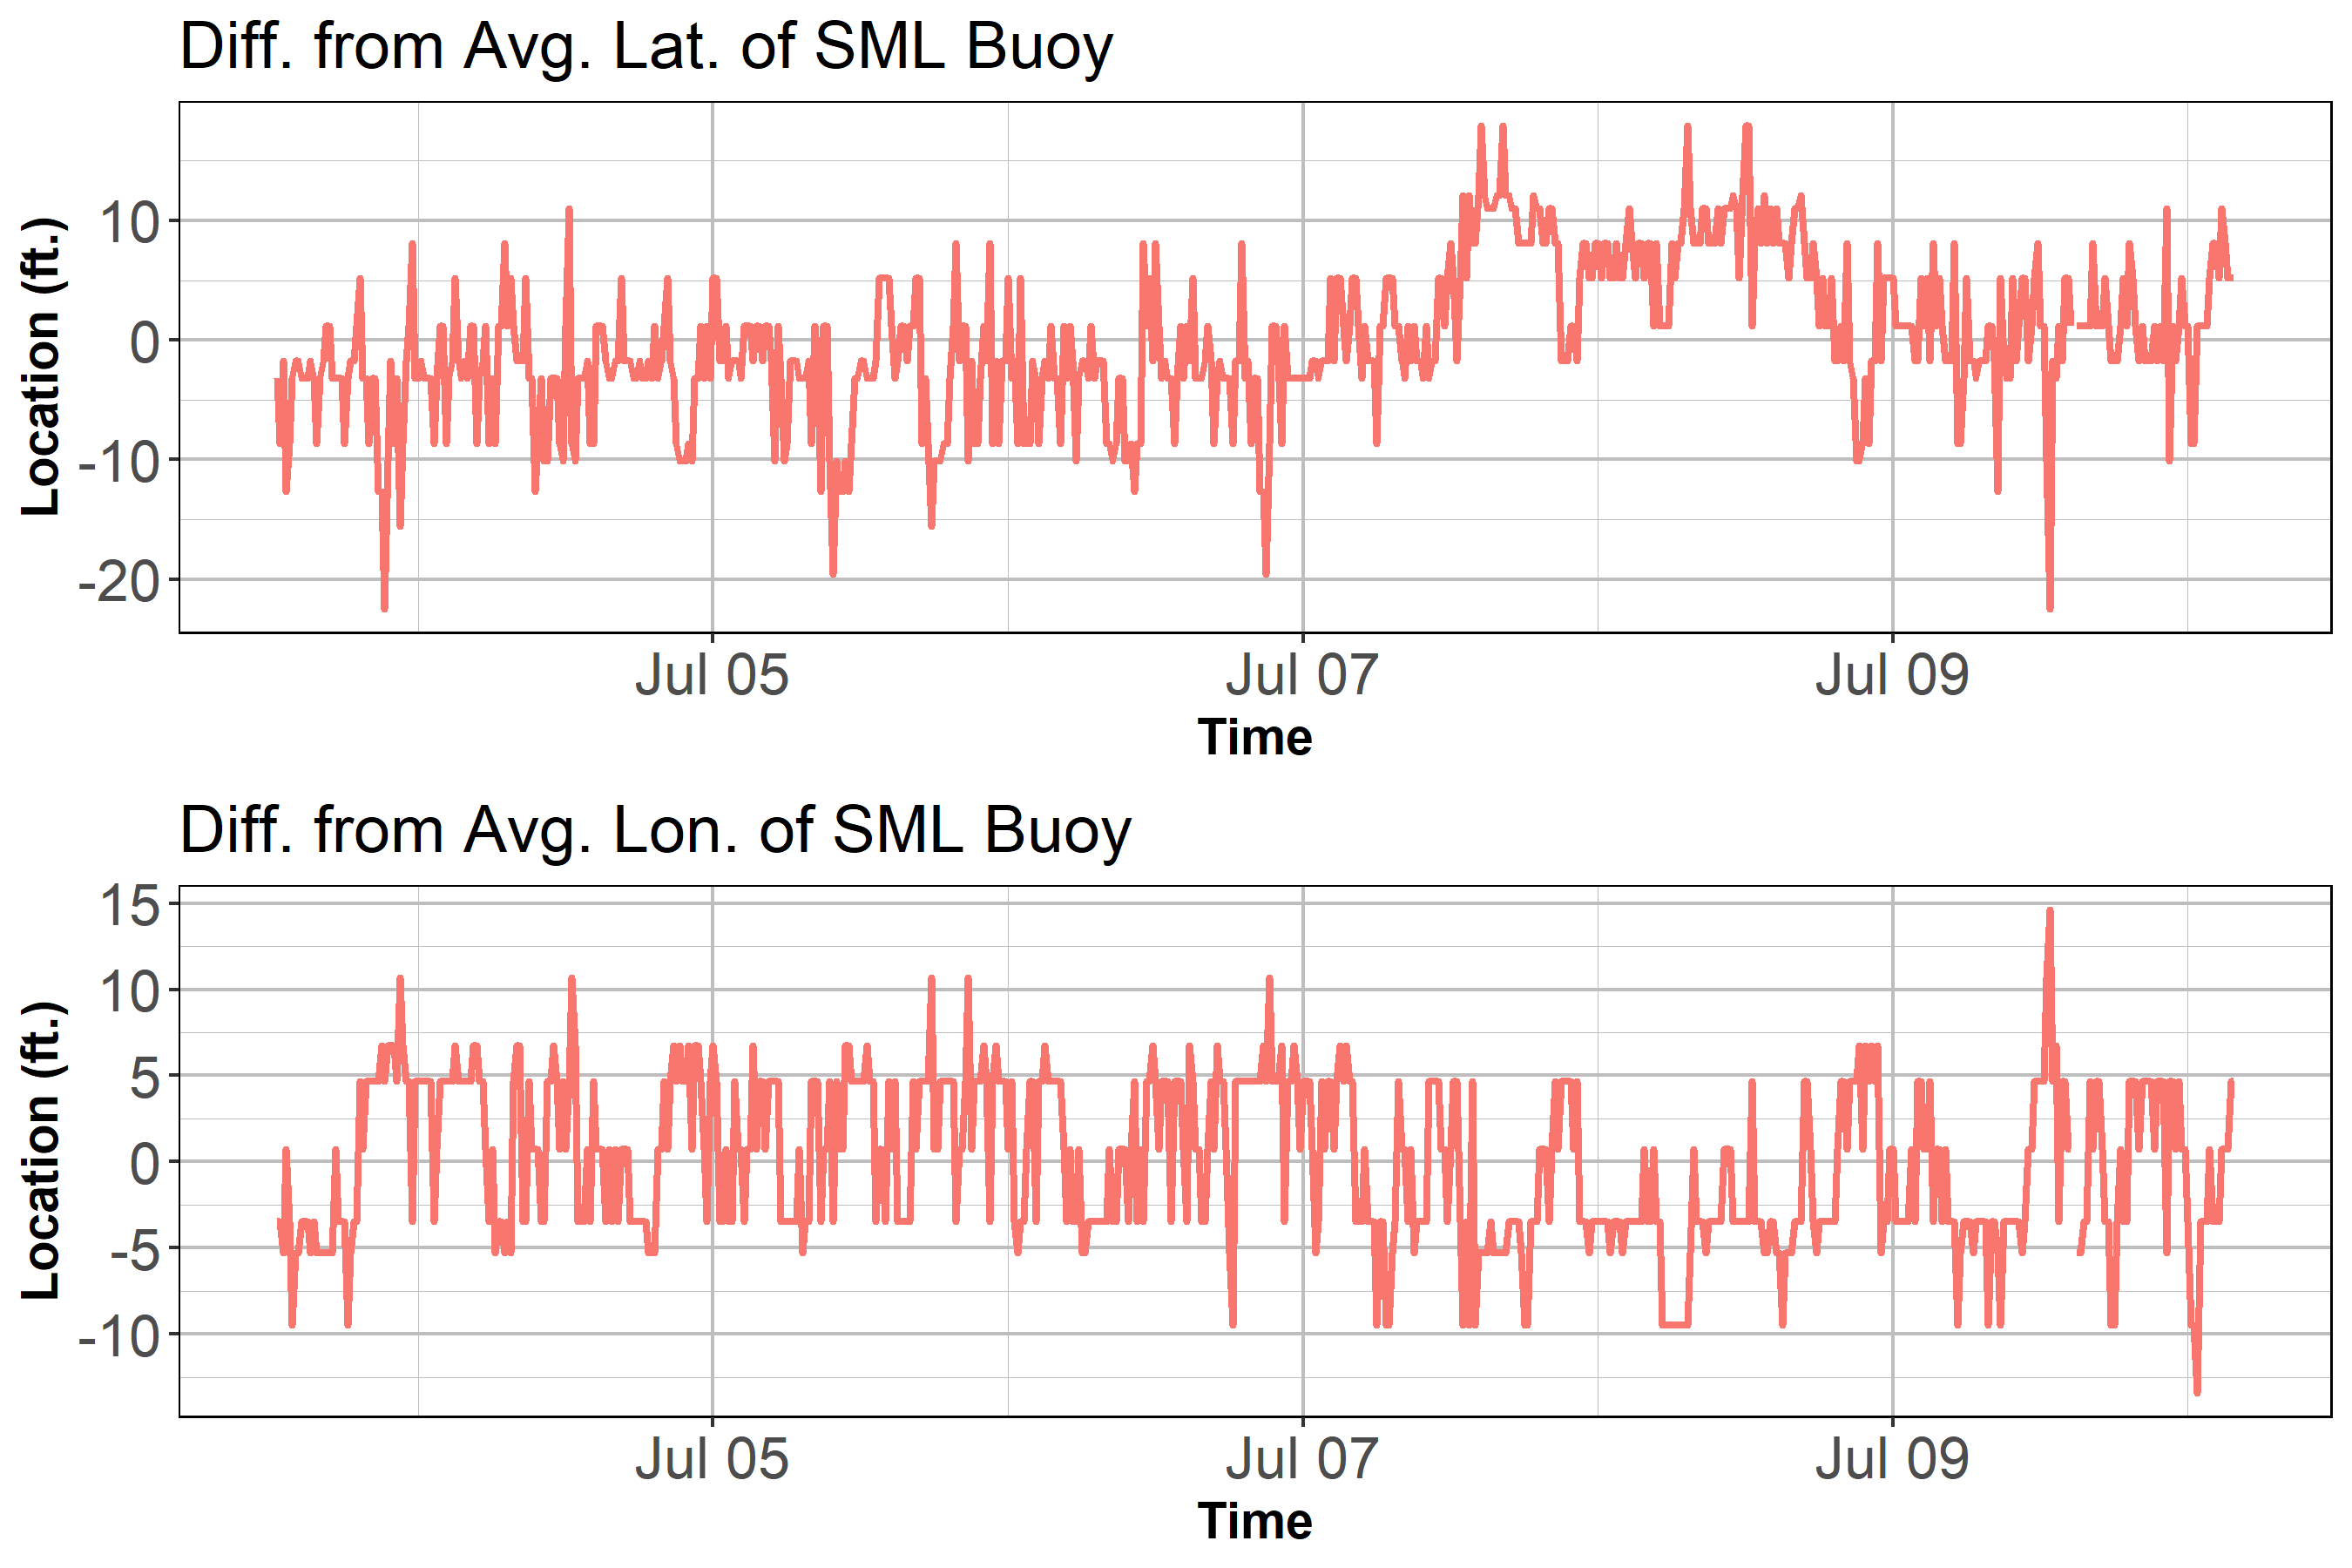 Diff. from Avg. Lat. of SML Buoy
Location (ft.)
10
0
-10
-20
Jul 05 Jul 07 Jul 09
Time
Diff. from Avg. Lon. of SML Buoy
Location (ft.)
15
10
5
0
-5
-10
Jul 05 Jul 07 Jul 09
Time